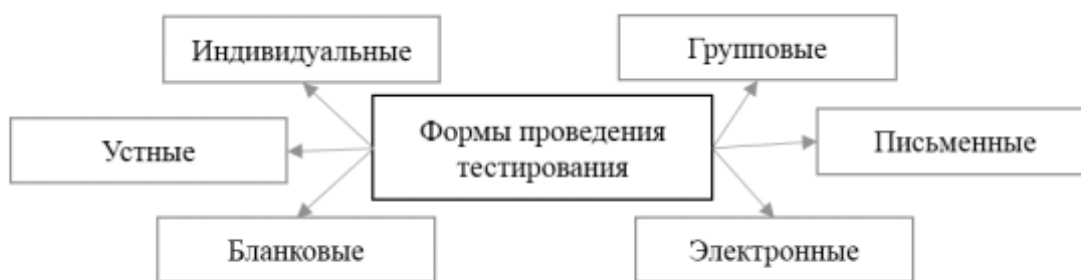 Индивидуальные
Групповые
Формы проведения
тестирования
Устные
Письменные
Бланковые
Электронные